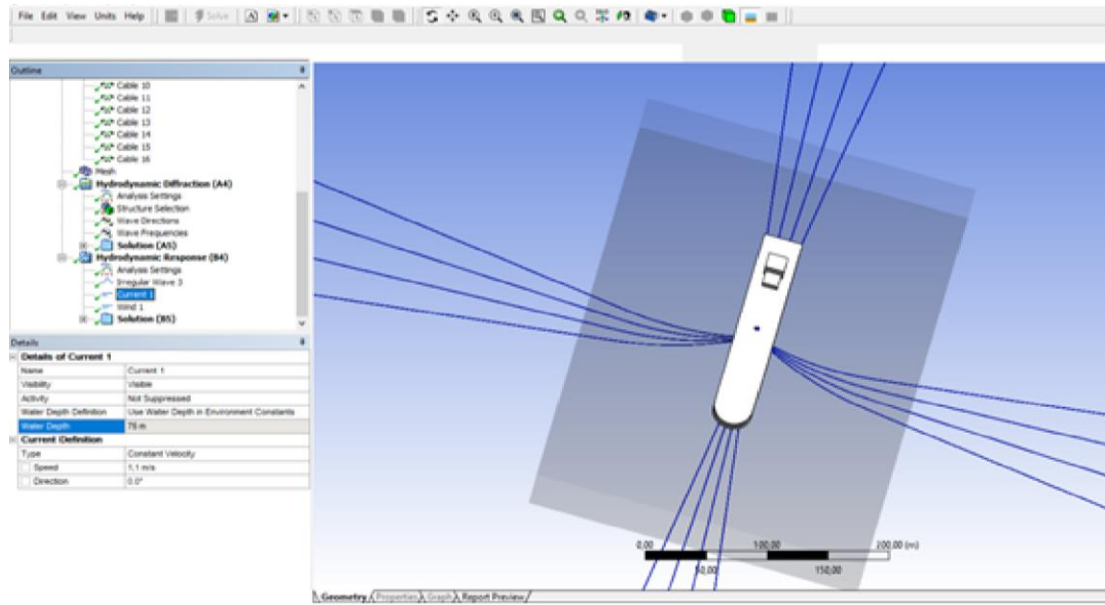 File Edit View Units Help Solve
Outline
Cable 10
Cable 11
Cable 12
Cable 13
Cable 14
Cable 15
Cable 16
Mesh
Hydrodynamic Diffraction (A4)
Analysis Settings
Structure Selection
Wave Directions
Wave Frequencies
Solution (A5)
Hydrodynamic Response (B4)
Analysis Settings
Irregular Wave 3
Current 1
Wind 1
Solution (B5)
Details
Details of Current 1
Name Current 1
Visibility Visible
Activity Not Suppressed
Water Depth Definition Use Water Depth in Environment Constants
Water Depth 75 m
Current Definition
Type Constant Velocity
Speed 1,1 m/s
Direction 0.0°
0,00 100,00 200,00 (m)
50,00 150,00
Geometry Properties Graph Report Preview